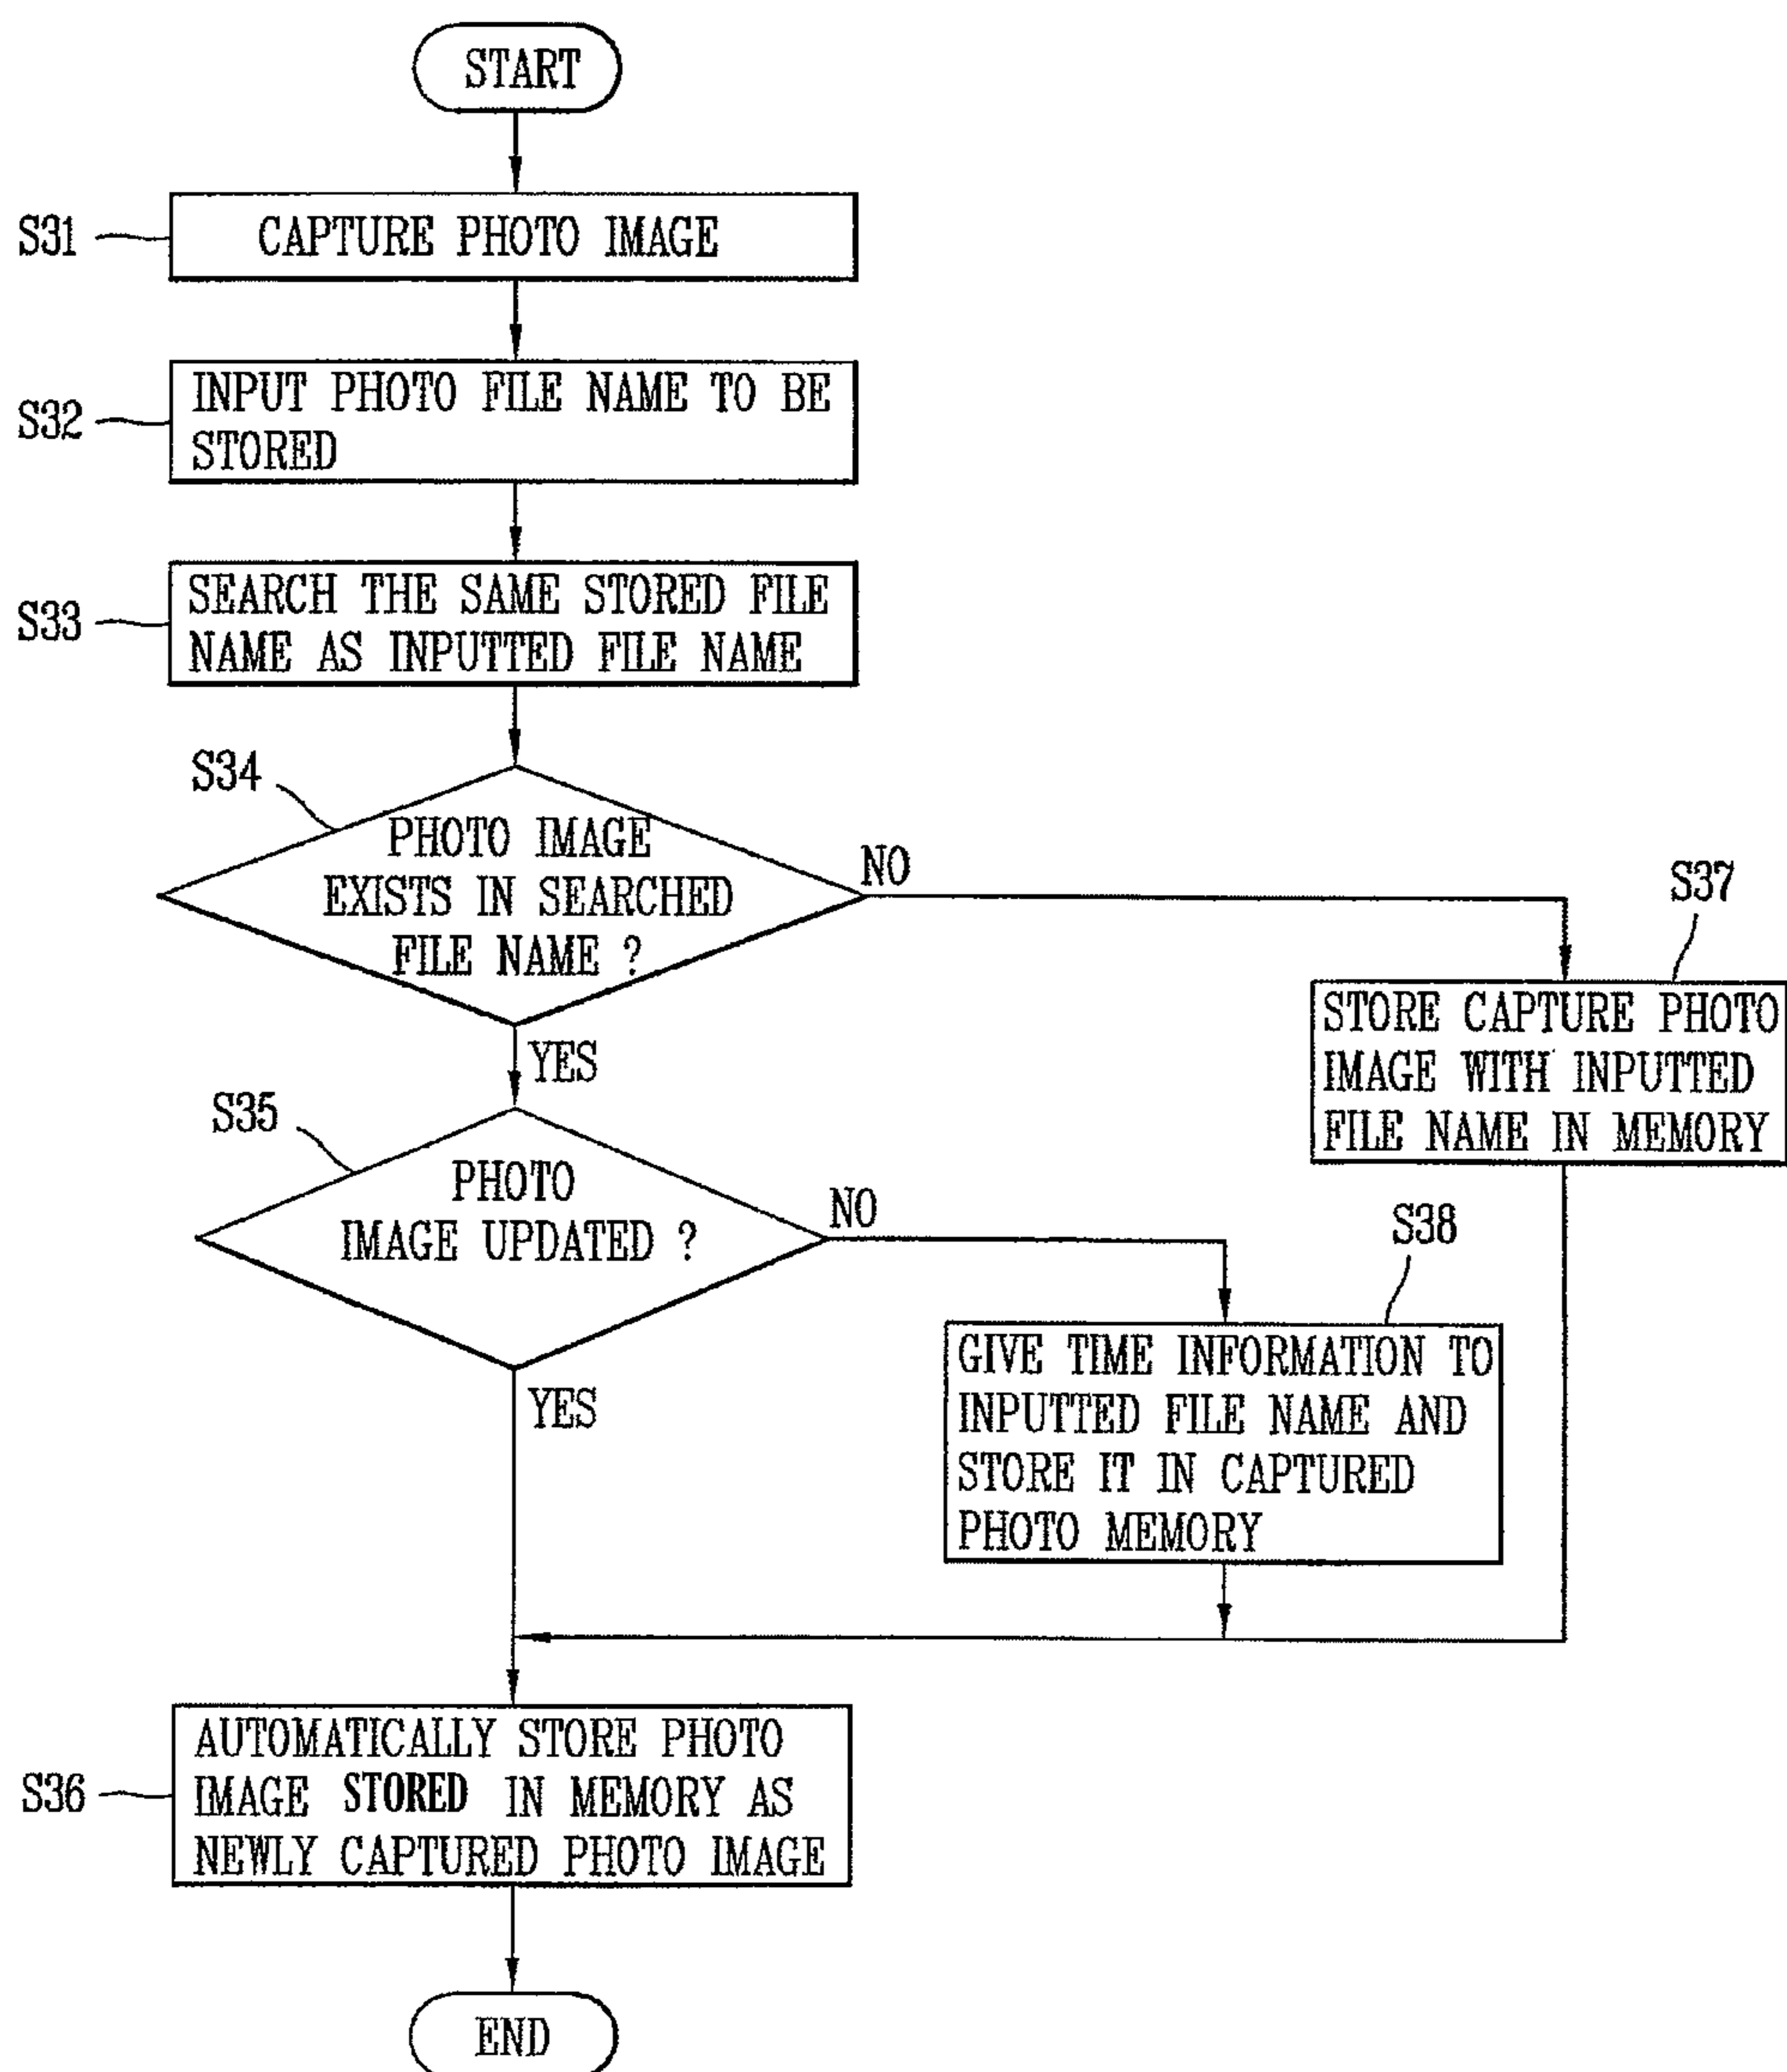 START
S31
CAPTURE PHOTO IMAGE
S32
INPUT PHOTO FILE NAME TO BE
STORED
S33
SEARCH THE SAME STORED FILE
NAME AS INPUTTED FILE NAME
S34
PHOTO IMAGE
EXISTS IN SEARCHED
FILE NAME ?
NO
YES
S37
STORE CAPTURE PHOTO
IMAGE WITH INPUTTED
FILE NAME IN MEMORY
S35
PHOTO
IMAGE UPDATED ?
NO
YES
S38
GIVE TIME INFORMATION TO
INPUTTED FILE NAME AND
STORE IT IN CAPTURED
PHOTO MEMORY
S36
AUTOMATICALLY STORE PHOTO
IMAGE STORED IN MEMORY AS
NEWLY CAPTURED PHOTO IMAGE
END